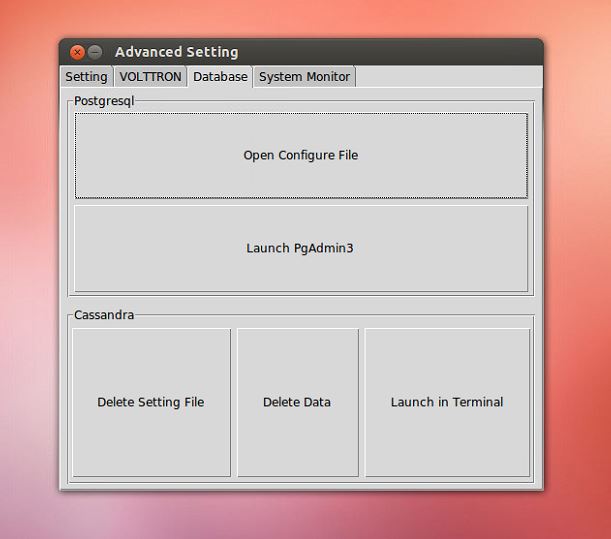 Advanced Setting
Setting VOLTTRON Database System Monitor
Postgresql
Open Configure File
Launch PgAdmin3
Cassandra
Delete Setting File Delete Data Launch in Terminal